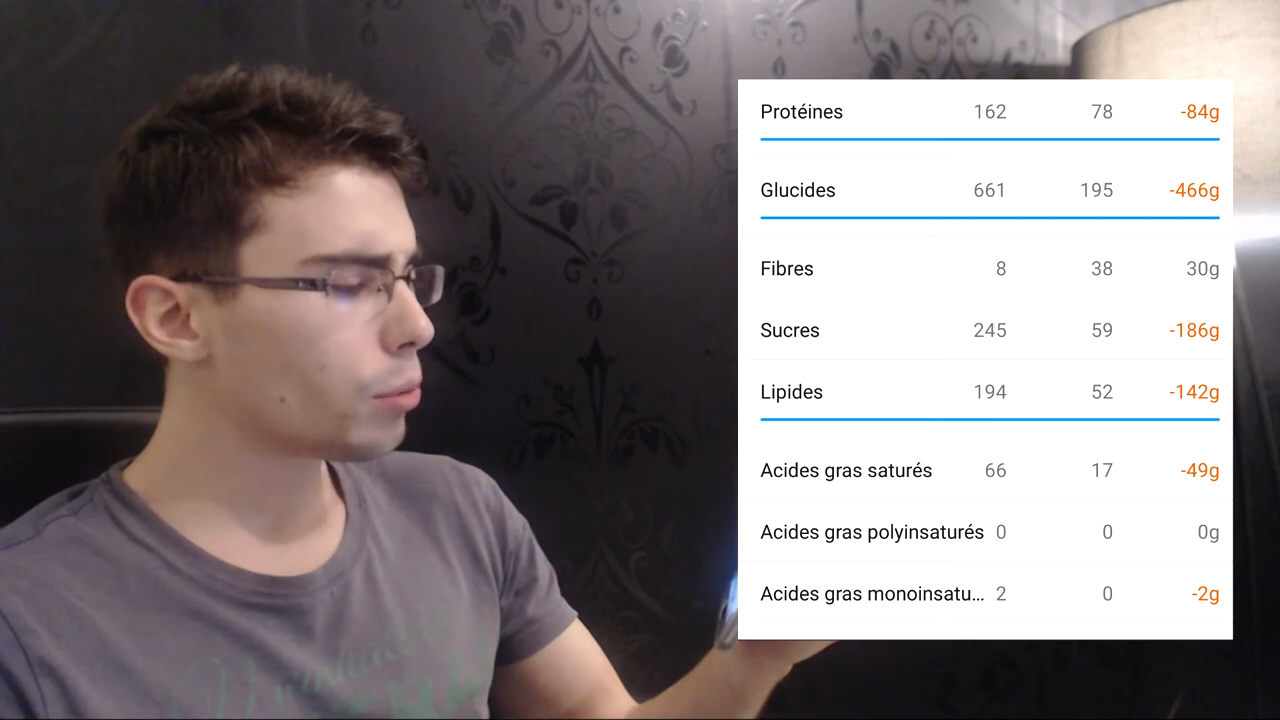 Protéines 162 78 -84g
Glucides 661 195 -466g
Fibres 8 38 30g
Sucres 245 59 -186g
Lipides 194 52 -142g
Acides gras saturés 66 17 -49g
Acides gras polyinsaturés 0 0 0g
Acides gras monoinsatu... 2 0 -2g